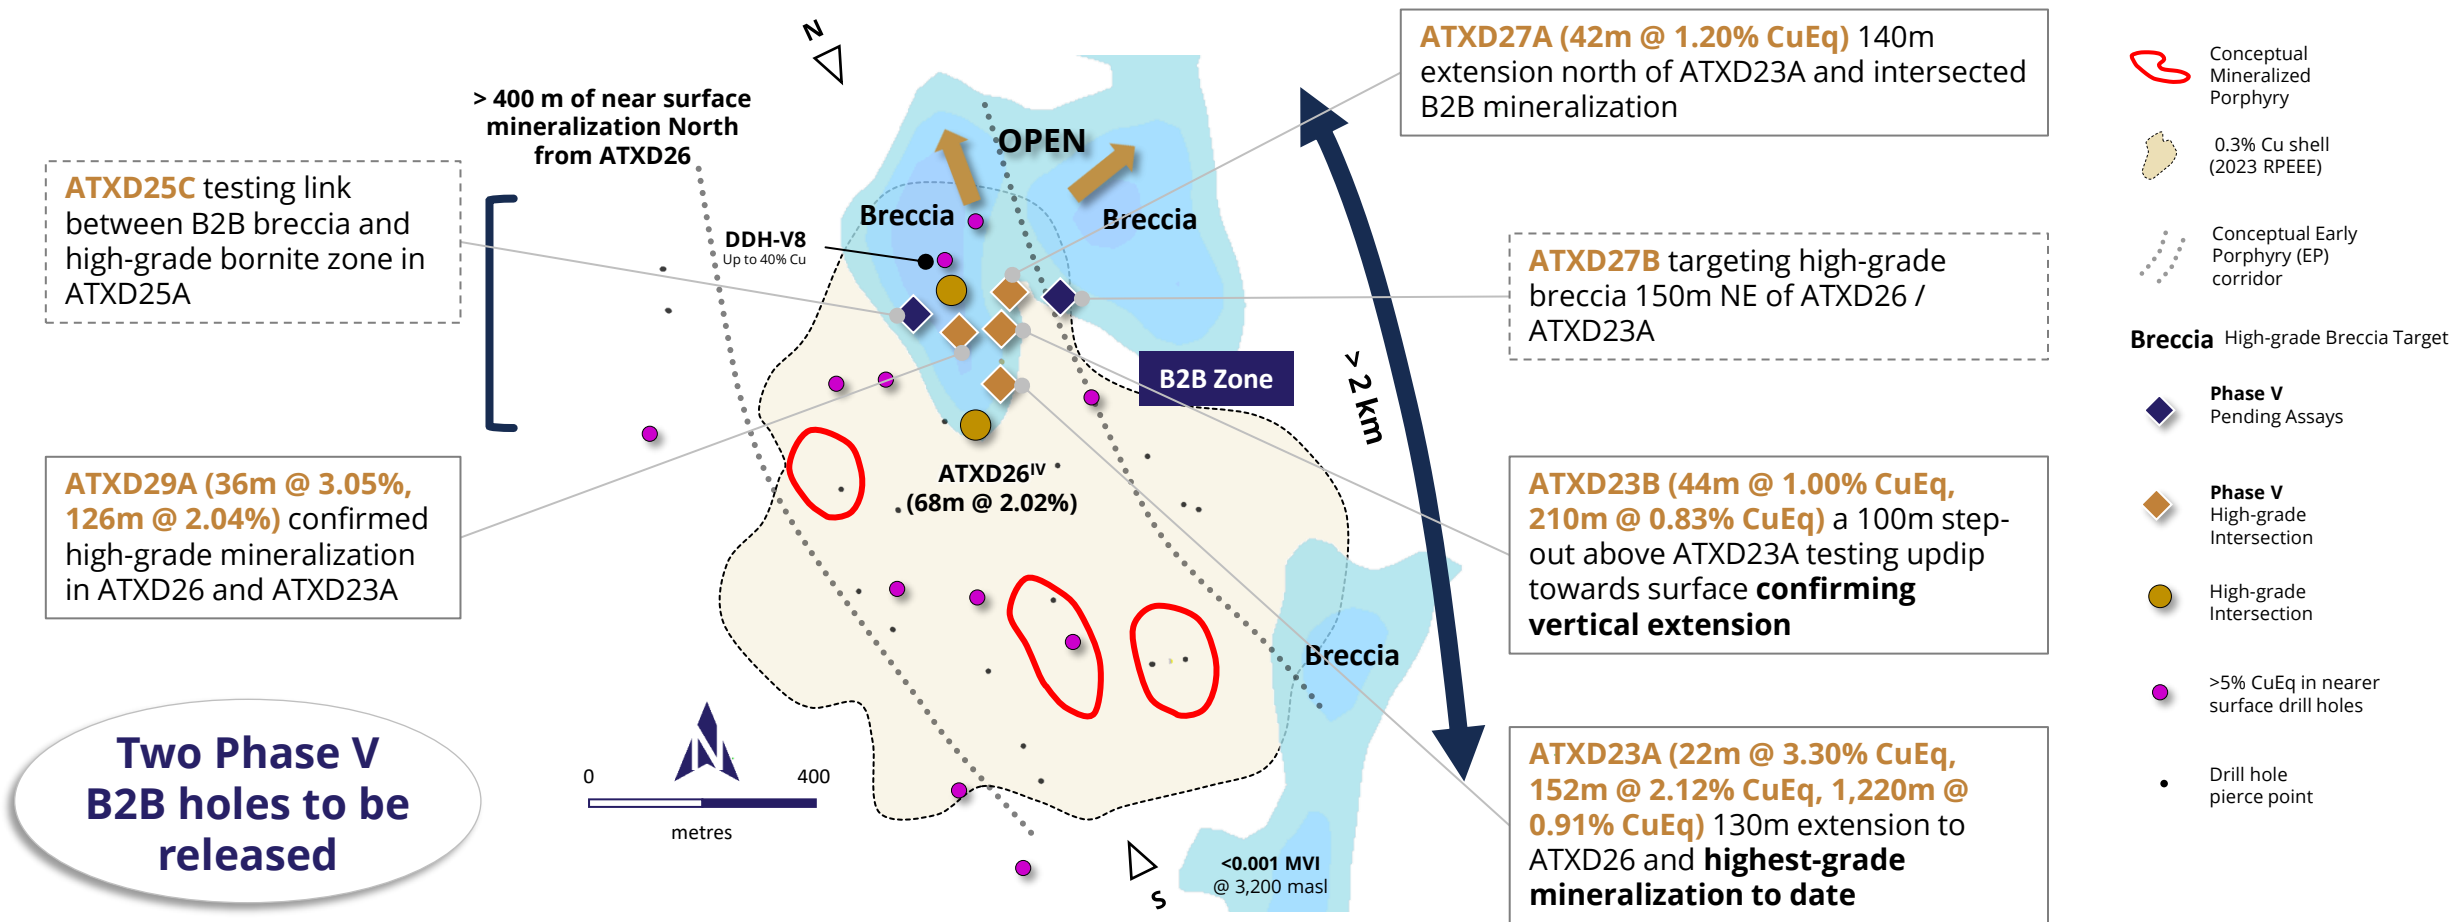 N
> 400 m of near surface
mineralization North
from ATXD26
ATXD25C testing link
between B2B breccia and
high-grade bornite zone in
ATXD25A
ATXD29A (36m @ 3.05%,
126m @ 2.04%) confirmed
high-grade mineralization
in ATXD26 and ATXD23A
Two Phase V
B2B holes to be
released
OPEN
Breccia
Breccia
DDH-V8
Up to 40% Cu
B2B Zone
> 2 km
ATXD26IV
(68m @ 2.02%)
Breccia
N
0 400
metres
S
<0.001 MVI
@ 3,200 masl
ATXD27A (42m @ 1.20% CuEq) 140m
extension north of ATXD23A and intersected
B2B mineralization
ATXD27B targeting high-grade
breccia 150m NE of ATXD26 /
ATXD23A
ATXD23B (44m @ 1.00% CuEq,
210m @ 0.83% CuEq) a 100m step-
out above ATXD23A testing updip
towards surface confirming
vertical extension
ATXD23A (22m @ 3.30% CuEq,
152m @ 2.12% CuEq, 1,220m @
0.91% CuEq) 130m extension to
ATXD26 and highest-grade
mineralization to date
Conceptual
Mineralized
Porphyry
0.3% Cu shell
(2023 RPEEE)
Conceptual Early
Porphyry (EP)
corridor
Breccia High-grade Breccia Target
Phase V
Pending Assays
Phase V
High-grade
Intersection
High-grade
Intersection
>5% CuEq in nearer
surface drill holes
Drill hole
pierce point